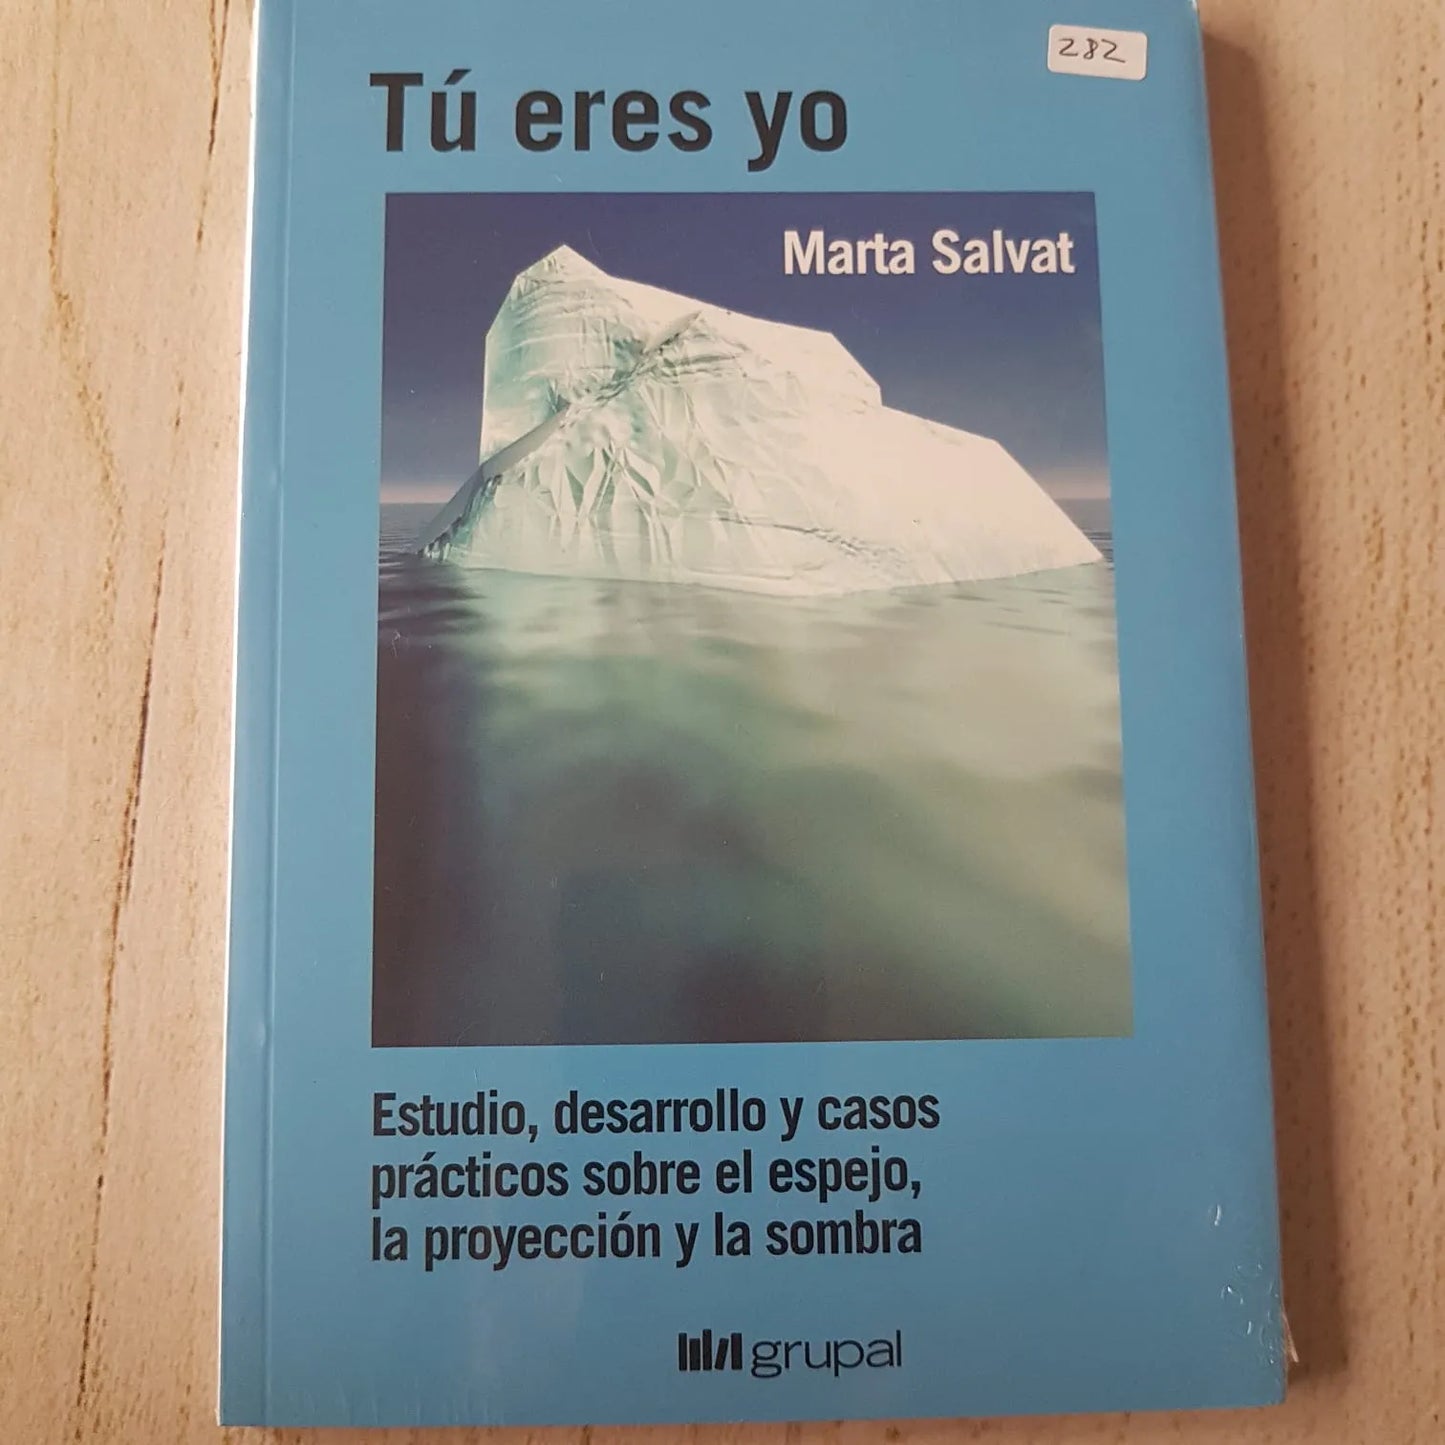 282
Tú eres yo
Marta Salvat
Estudio, desarrollo y casos
prácticos sobre el espejo,
la proyección y la sombra
grupal